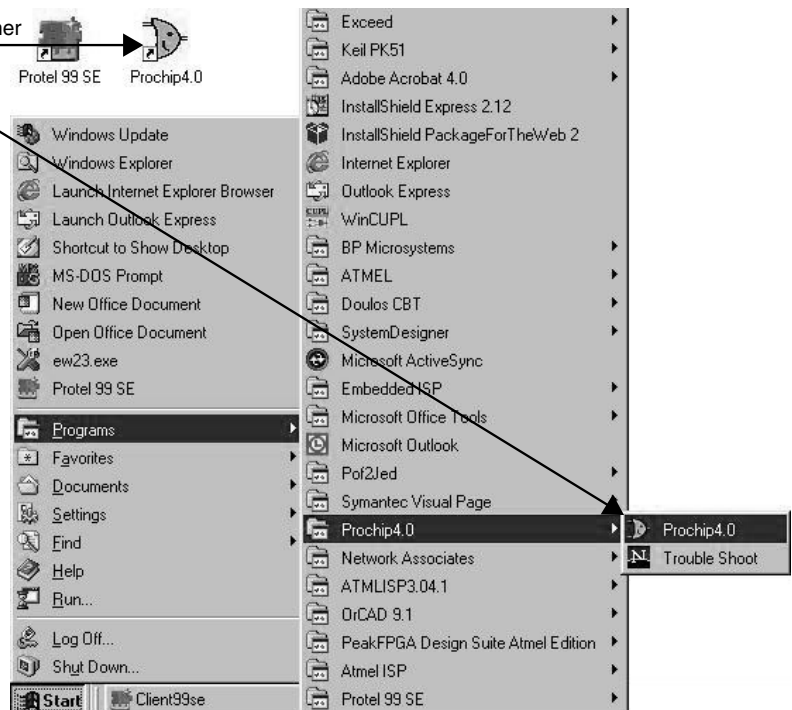 ner
Protel 99 SE
Prochip4.0
Windows Update
Windows Explorer
Launch Internet Explorer Browser
Launch Outlook Express
Shortcut to Show Desktop
MS-DOS Prompt
New Office Document
Open Office Document
ew23.exe
Protel 99 SE
Programs
Favorites
Documents
Settings
Find
Help
Run...
Log Off...
Shut Down...
Start
Client99se
Exceed
Keil PK51
Adobe Acrobat 4.0
InstallShield Express 2.12
InstallShield PackageForTheWeb 2
Internet Explorer
Outlook Express
WinCUPL
BP Microsystems
ATMEL
Doulos CBT
SystemDesigner
Microsoft ActiveSync
Embedded ISP
Microsoft Office Tools
Microsoft Outlook
Pof2Jed
Symantec Visual Page
Prochip4.0
Network Associates
ATMLISP3.04.1
OrCAD 9.1
PeakFPGA Design Suite Atmel Edition
Atmel ISP
Protel 99 SE
Prochip4.0
Trouble Shoot